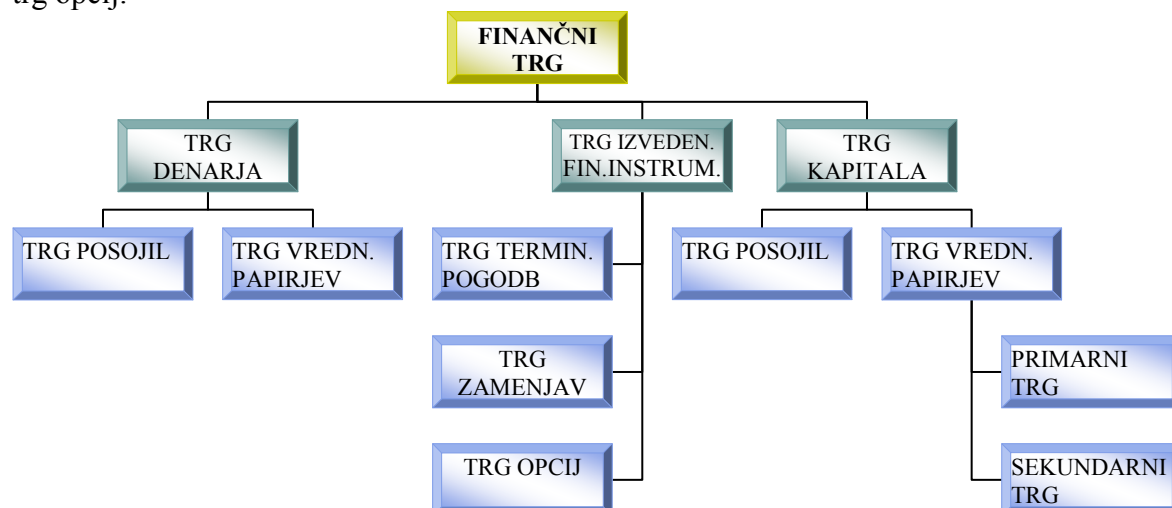 trg opcij.
FINANČNI
TRG
TRG
DENARJA
TRG IZVEDEN.
FIN.INSTRUM.
TRG
KAPITALA
TRG POSOJIL
TRG VREDN.
PAPIRJEV
TRG TERMIN.
POGODB
TRG POSOJIL
TRG VREDN.
PAPIRJEV
TRG
ZAMENJAV
PRIMARNI
TRG
TRG OPCIJ
SEKUNDARNI
TRG